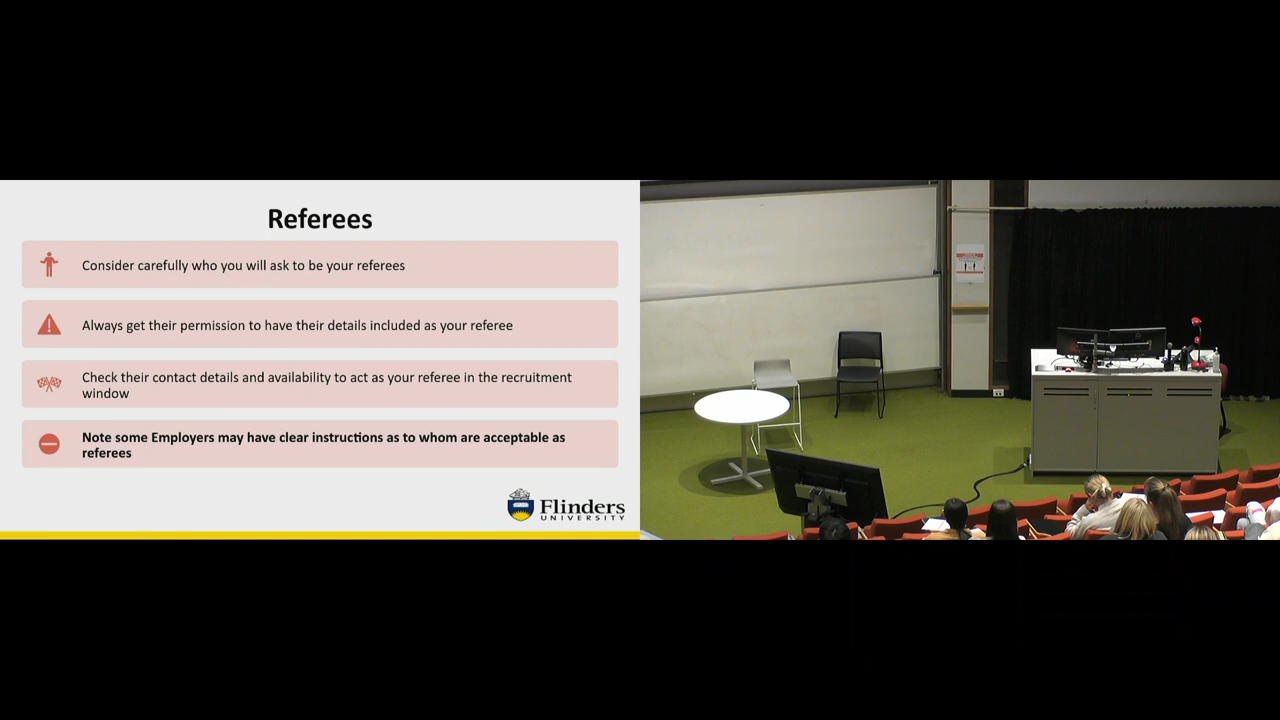 Referees
Consider carefully who you will ask to be your referees
Always get their permission to have their details included as your referee
Check their contact details and availability to act as your referee in the recruitment
window
Note some Employers may have clear instructions as to whom are acceptable as
referees
Flinders
UNIVERSITY